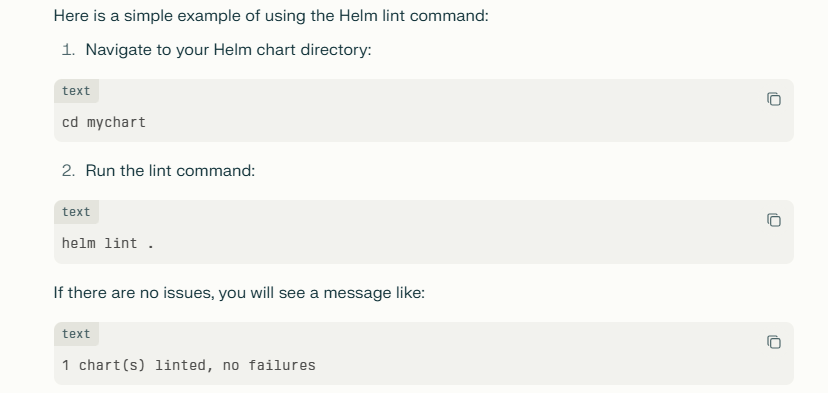 Here is a simple example of using the Helm lint command:
1. Navigate to your Helm chart directory:
text
cd mychart
2. Run the lint command:
text
helm lint .
If there are no issues, you will see a message like:
text
1 chart(s) linted, no failures